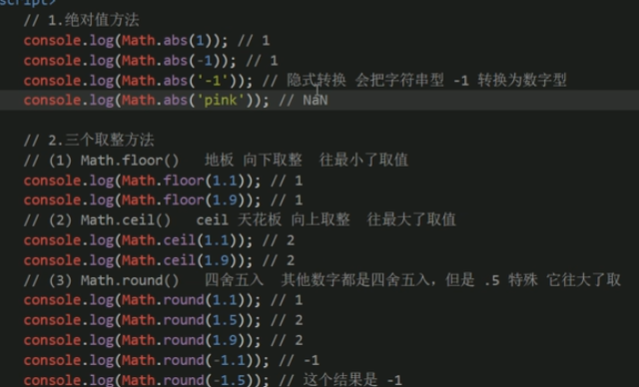 script>
// 1.绝对值方法
console.log(Math.abs(1)); // 1
console.log(Math.abs(-1)); // 1
console.log(Math.abs('-1')); // 隐式转换 会把字符串型 -1 转换为数字型
console.log(Math.abs('pink')); // NaN
// 2.三个取整方法
// (1) Math.floor()   地板 向下取整  往最小了取值
console.log(Math.floor(1.1)); // 1
console.log(Math.floor(1.9)); // 1
// (2) Math.ceil()   ceil 天花板 向上取整  往最大了取值
console.log(Math.ceil(1.1)); // 2
console.log(Math.ceil(1.9)); // 2
// (3) Math.round()   四舍五入  其他数字都是四舍五入，但是 .5 特殊 它往大了取
console.log(Math.round(1.1)); // 1
console.log(Math.round(1.5)); // 2
console.log(Math.round(1.9)); // 2
console.log(Math.round(-1.1)); // -1
console.log(Math.round(-1.5)); // 这个结果是 -1